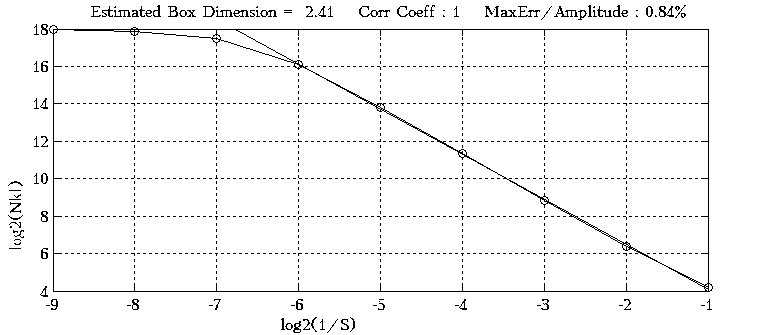 Estimated Box Dimension = 2.41 Corr Coeff : 1 MaxErr/Amplitude : 0.84%
18
16
14
12
10
8
6
4
log2(Nk|)
-9 -8 -7 -6 -5 -4 -3 -2 -1
log2(1/S)